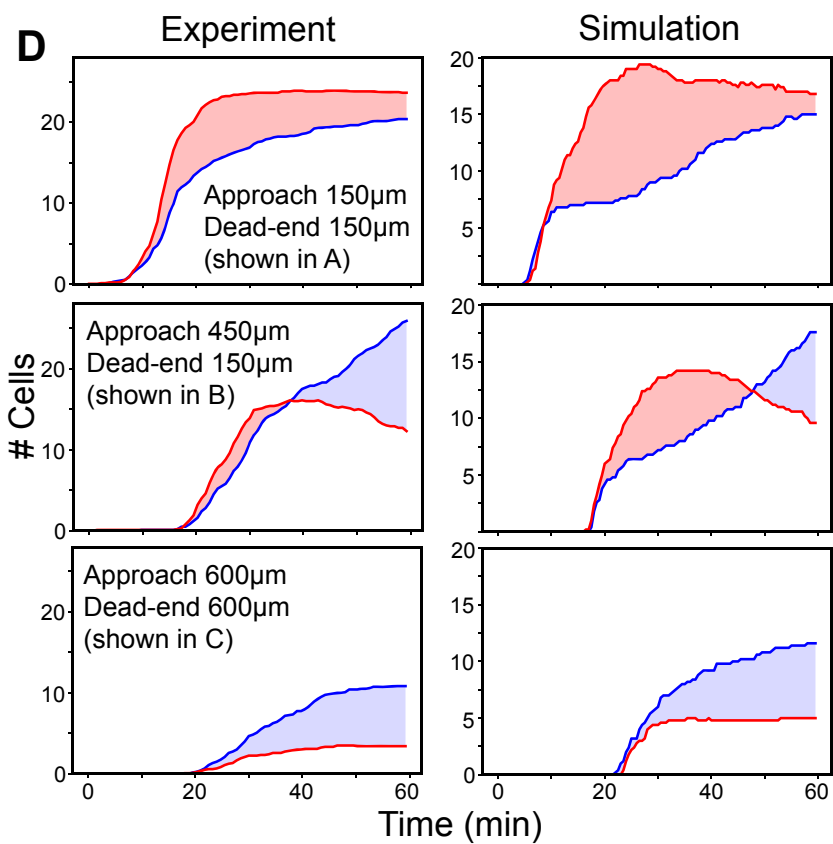 D
Experiment
Simulation
20
10
0
Approach 150µm
Dead-end 150µm
(shown in A)
20
15
10
5
# Cells
20
10
0
Approach 450µm
Dead-end 150µm
(shown in B)
20
15
10
5
20
10
0
Approach 600µm
Dead-end 600µm
(shown in C)
20
15
10
5
0
0 20 40 60
0 20 40 60
Time (min)